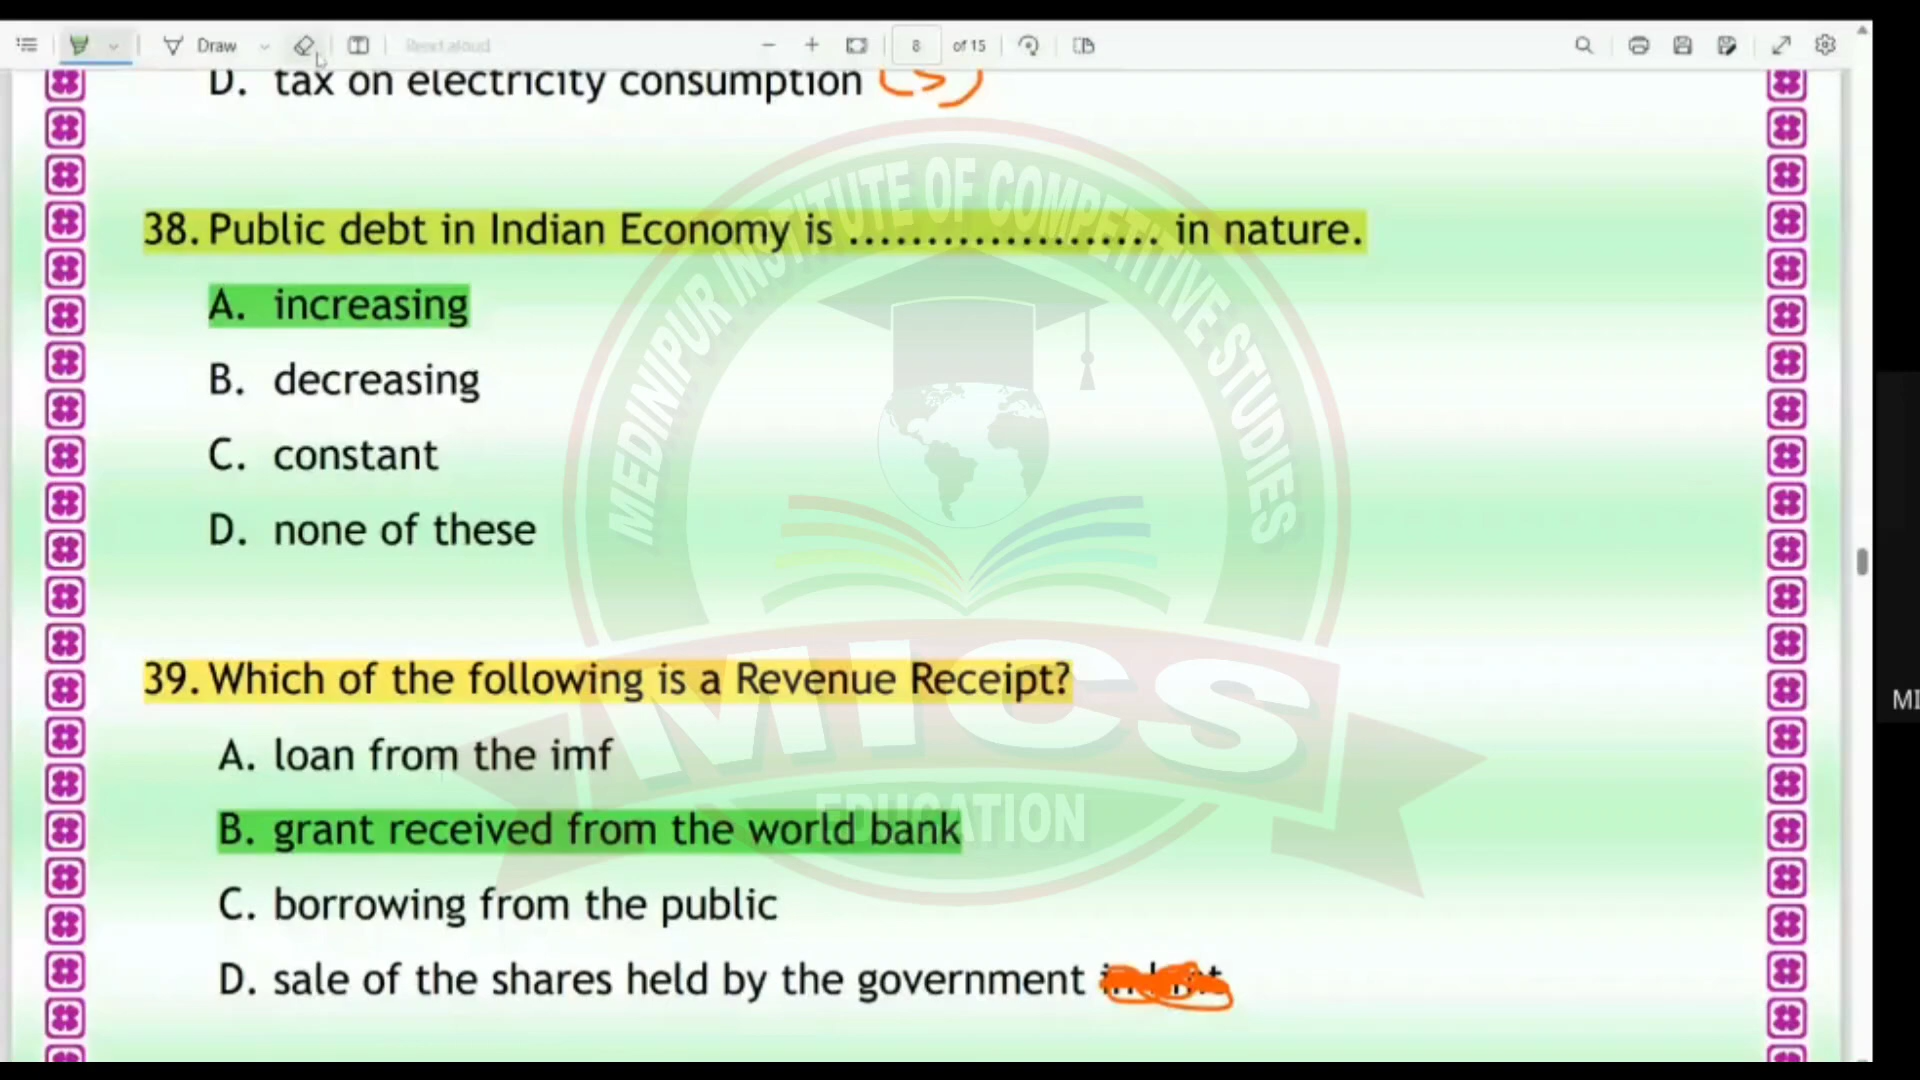 Draw
Read aloud
8
of 15
D. tax on electricity consumption
38. Public debt in Indian Economy is .................... in nature.
A. increasing
B. decreasing
C. constant
D. none of these
39. Which of the following is a Revenue Receipt?
A. loan from the imf
B. grant received from the world bank
C. borrowing from the public
D. sale of the shares held by the government
MEDINIPUR INSTITUTE OF COMPETITIVE STUDIES
MICS
EDUCATION
MI